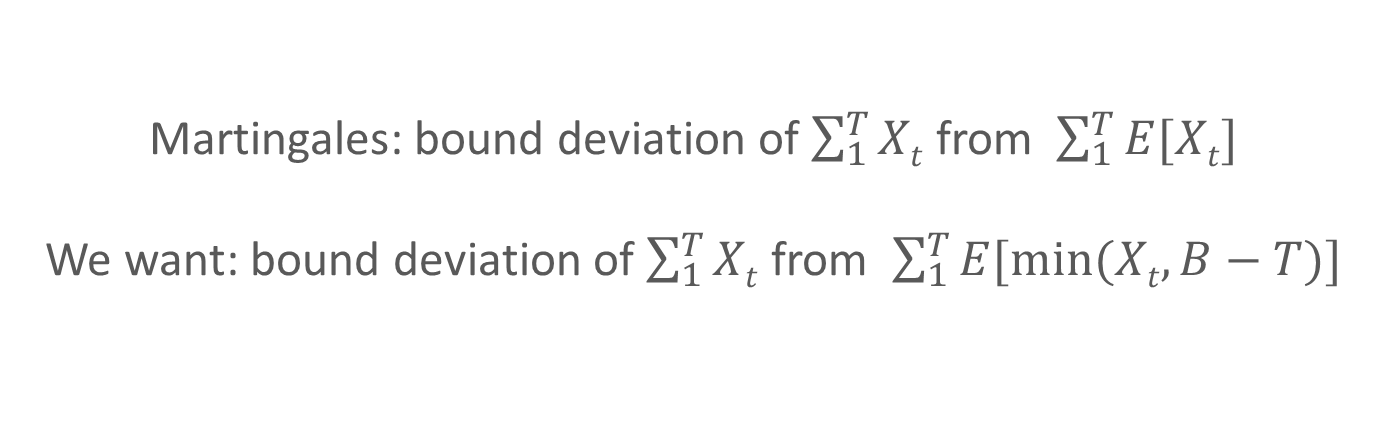 Martingales: bound deviation of ∑₁ᵀ Xₜ from ∑₁ᵀ E[Xₜ]
We want: bound deviation of ∑₁ᵀ Xₜ from ∑₁ᵀ E[min(Xₜ, B − T)]